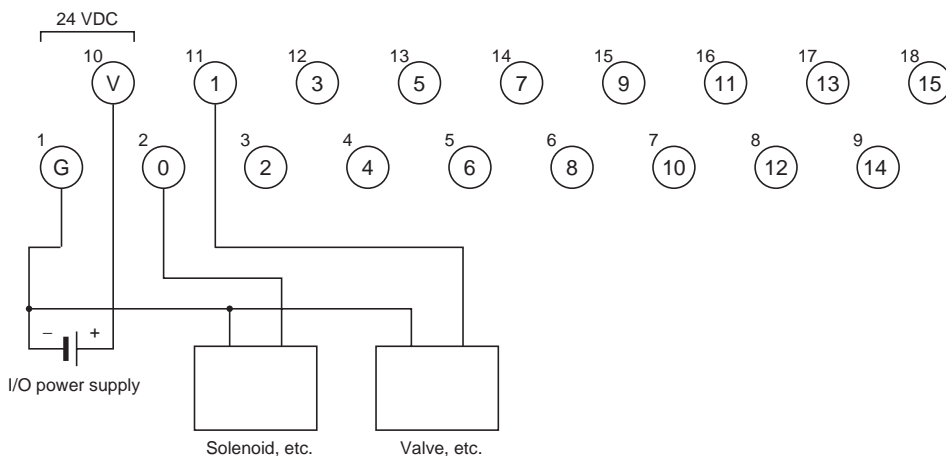 24 VDC
10 11 12 13 14 15 16 17 18
V 1 3 5 7 9 11 13 15
1 2 3 4 5 6 7 8 9
G 0 2 4 6 8 10 12 14
− +
I/O power supply
Solenoid, etc. Valve, etc.